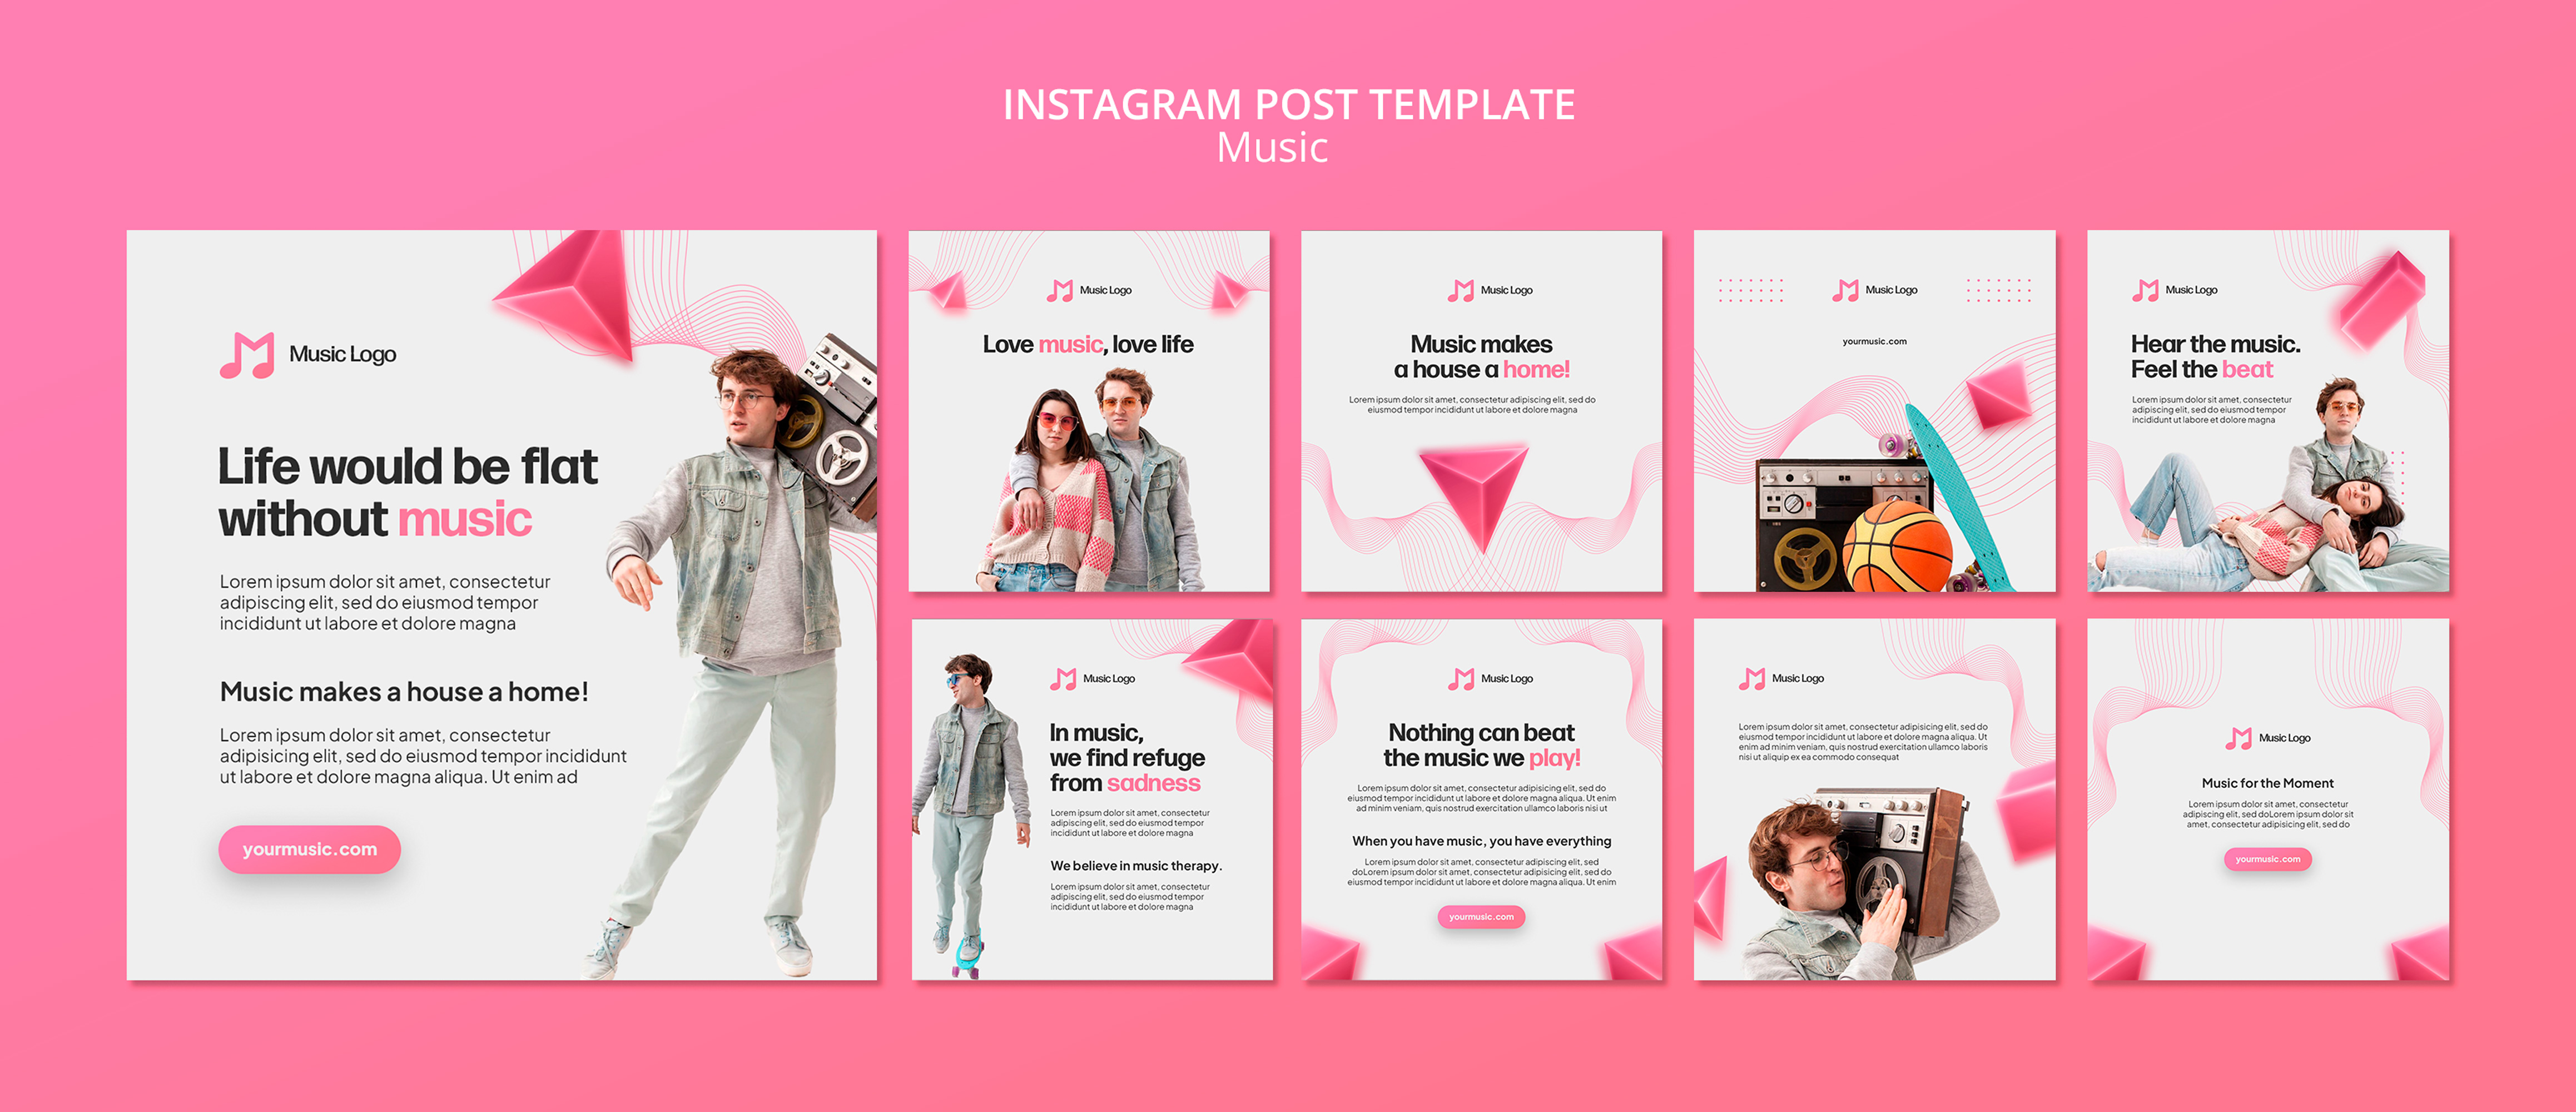 INSTAGRAM POST TEMPLATE
Music
Music Logo
Life would be flat
without music
Lorem ipsum dolor sit amet, consectetur
adipiscing elit, sed do eiusmod tempor
incididunt ut labore et dolore magna
Music makes a house a home!
Lorem ipsum dolor sit amet, consectetur
adipisicing elit, sed do eiusmod tempor incididunt
ut labore et dolore magna aliqua. Ut enim ad
yourmusic.com
Music Logo
Love music, love life
Music Logo
Music makes
a house a home!
Lorem ipsum dolor sit amet, consectetur adipiscing elit, sed do
eiusmod tempor incididunt ut labore et dolore magna
Music Logo
yourmusic.com
Music Logo
Hear the music.
Feel the beat
Lorem ipsum dolor sit amet, consectetur
adipiscing elit, sed do eiusmod tempor
incididunt ut labore et dolore magna
Music Logo
In music,
we find refuge
from sadness
Lorem ipsum dolor sit amet, consectetur
adipiscing elit, sed do eiusmod tempor
incididunt ut labore et dolore magna
We believe in music therapy.
Lorem ipsum dolor sit amet, consectetur
adipiscing elit, sed do eiusmod tempor
incididunt ut labore et dolore magna
Music Logo
Nothing can beat
the music we play!
Lorem ipsum dolor sit amet, consectetur adipisicing elit, sed do
eiusmod tempor incididunt ut labore et dolore magna aliqua. Ut enim
ad minim veniam, quis nostrud exercitation ullamco laboris nisi ut
When you have music, you have everything
Lorem ipsum dolor sit amet, consectetur adipisicing elit, sed
doLorem ipsum dolor sit amet, consectetur adipisicing elit, sed do
eiusmod tempor incididunt ut labore et dolore magna aliqua. Ut enim
yourmusic.com
Music Logo
Lorem ipsum dolor sit amet, consectetur adipisicing elit, sed do
eiusmod tempor incididunt ut labore et dolore magna aliqua. Ut
enim ad minim veniam, quis nostrud exercitation ullamco laboris
nisi ut aliquip ex ea commodo consequat
Music Logo
Music for the Moment
Lorem ipsum dolor sit amet, consectetur
adipisicing elit, sed doLorem ipsum dolor sit
amet, consectetur adipisicing elit, sed do
yourmusic.com